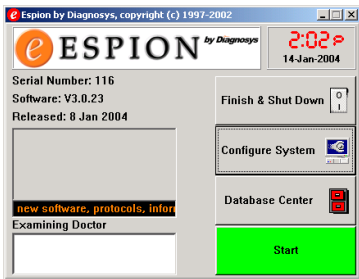 Espion by Diagnosys, copyright (c) 1997-2002
e ESPION by Diagnosys
2:02P
14-Jan-2004
Serial Number: 116
Software: V3.0.23
Released: 8 Jan 2004
Finish & Shut Down
Configure System
Database Center
new software, protocols, infor
Examining Doctor
Start